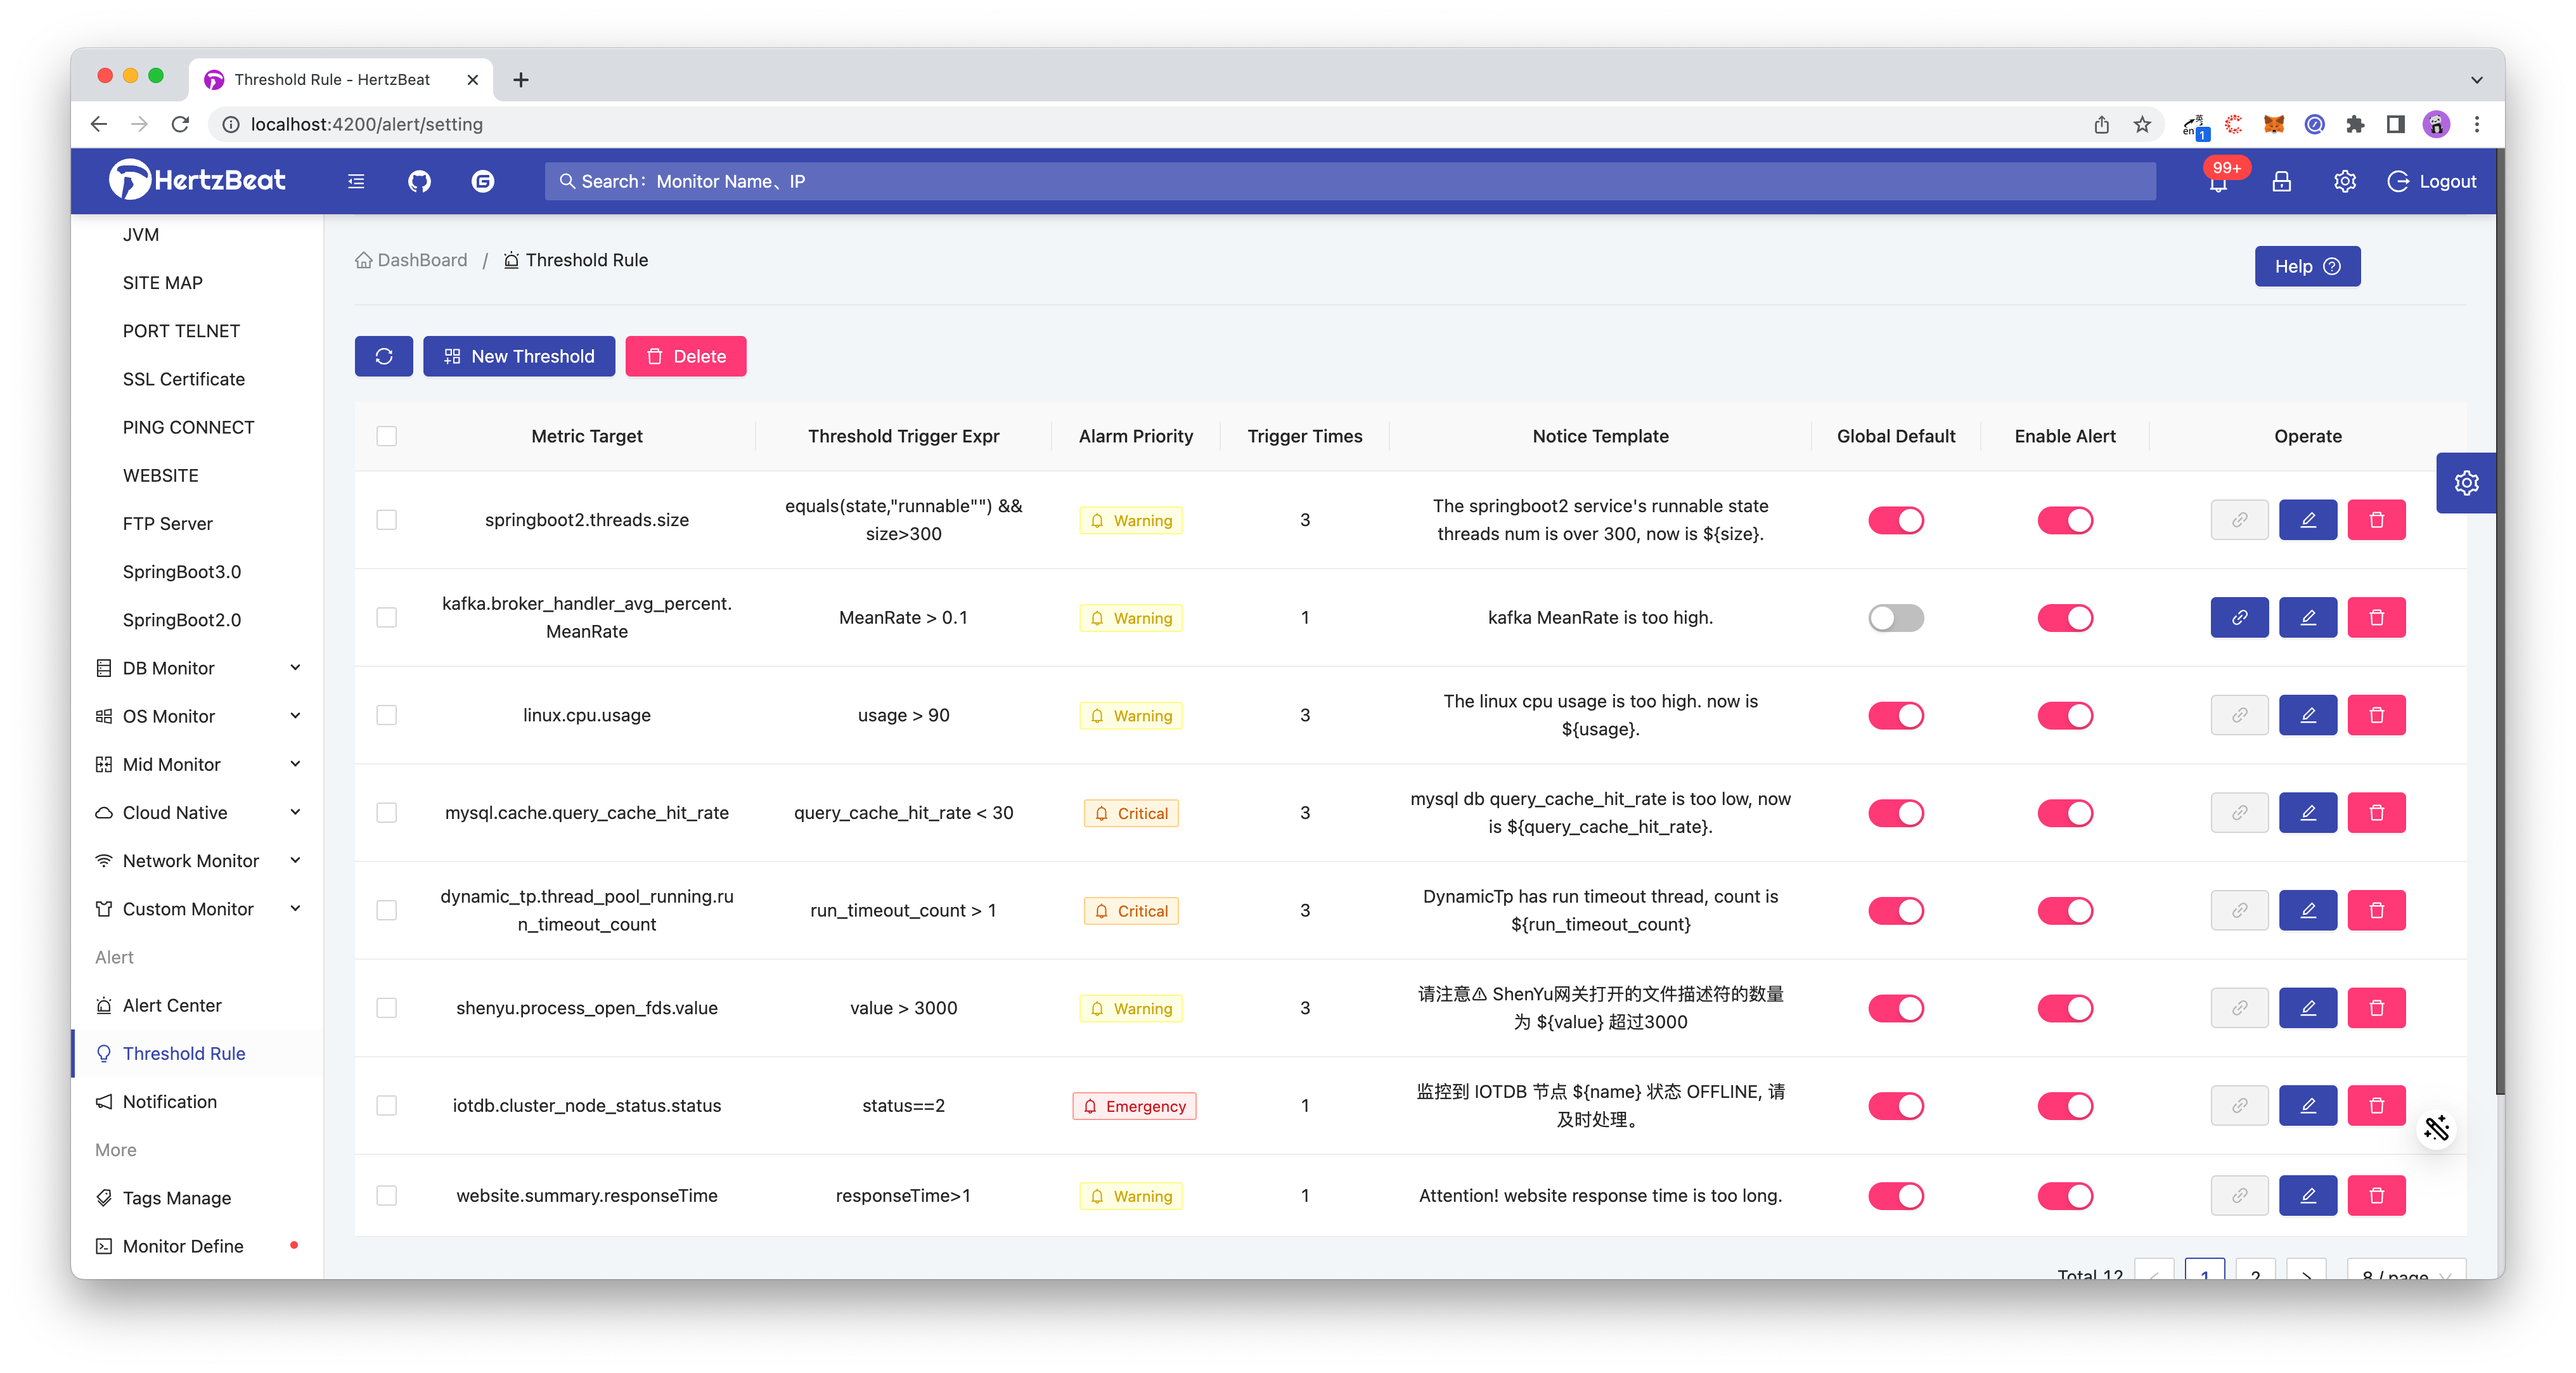 Threshold Rule - HertzBeat
localhost:4200/alert/setting
英
en
1
HertzBeat
Search: Monitor Name、IP
99+
Logout
JVM
SITE MAP
PORT TELNET
SSL Certificate
PING CONNECT
WEBSITE
FTP Server
SpringBoot3.0
SpringBoot2.0
DB Monitor
OS Monitor
Mid Monitor
Cloud Native
Network Monitor
Custom Monitor
Alert
Alert Center
Threshold Rule
Notification
More
Tags Manage
Monitor Define
DashBoard / Threshold Rule
Help
New Threshold
Delete
Metric Target Threshold Trigger Expr Alarm Priority Trigger Times Notice Template Global Default Enable Alert Operate
springboot2.threads.size
equals(state,"runnable"") &&
size>300
Warning
3
The springboot2 service's runnable state
threads num is over 300, now is ${size}.
kafka.broker_handler_avg_percent.
MeanRate
MeanRate > 0.1
Warning
1
kafka MeanRate is too high.
linux.cpu.usage
usage > 90
Warning
3
The linux cpu usage is too high. now is
${usage}.
mysql.cache.query_cache_hit_rate
query_cache_hit_rate < 30
Critical
3
mysql db query_cache_hit_rate is too low, now
is ${query_cache_hit_rate}.
dynamic_tp.thread_pool_running.ru
n_timeout_count
run_timeout_count > 1
Critical
3
DynamicTp has run timeout thread, count is
${run_timeout_count}
shenyu.process_open_fds.value
value > 3000
Warning
3
请注意⚠ ShenYu网关打开的文件描述符的数量
为 ${value} 超过3000
iotdb.cluster_node_status.status
status==2
Emergency
1
监控到 IOTDB 节点 ${name} 状态 OFFLINE, 请
及时处理。
website.summary.responseTime
responseTime>1
Warning
1
Attention! website response time is too long.
Total 12
1
2
8 / page